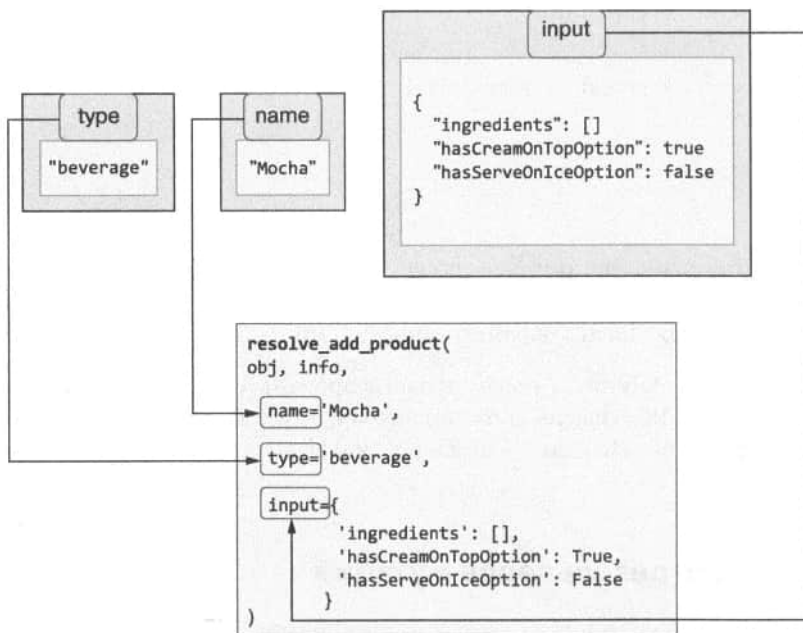 input
type
name
"beverage"
"Mocha"
{
"ingredients": []
"hasCreamOnTopOption": true
"hasServeOnIceOption": false
}
resolve_add_product(
obj, info,
name='Mocha',
type='beverage',
input={
'ingredients': [],
'hasCreamOnTopOption': True,
'hasServeOnIceOption': False
}
)